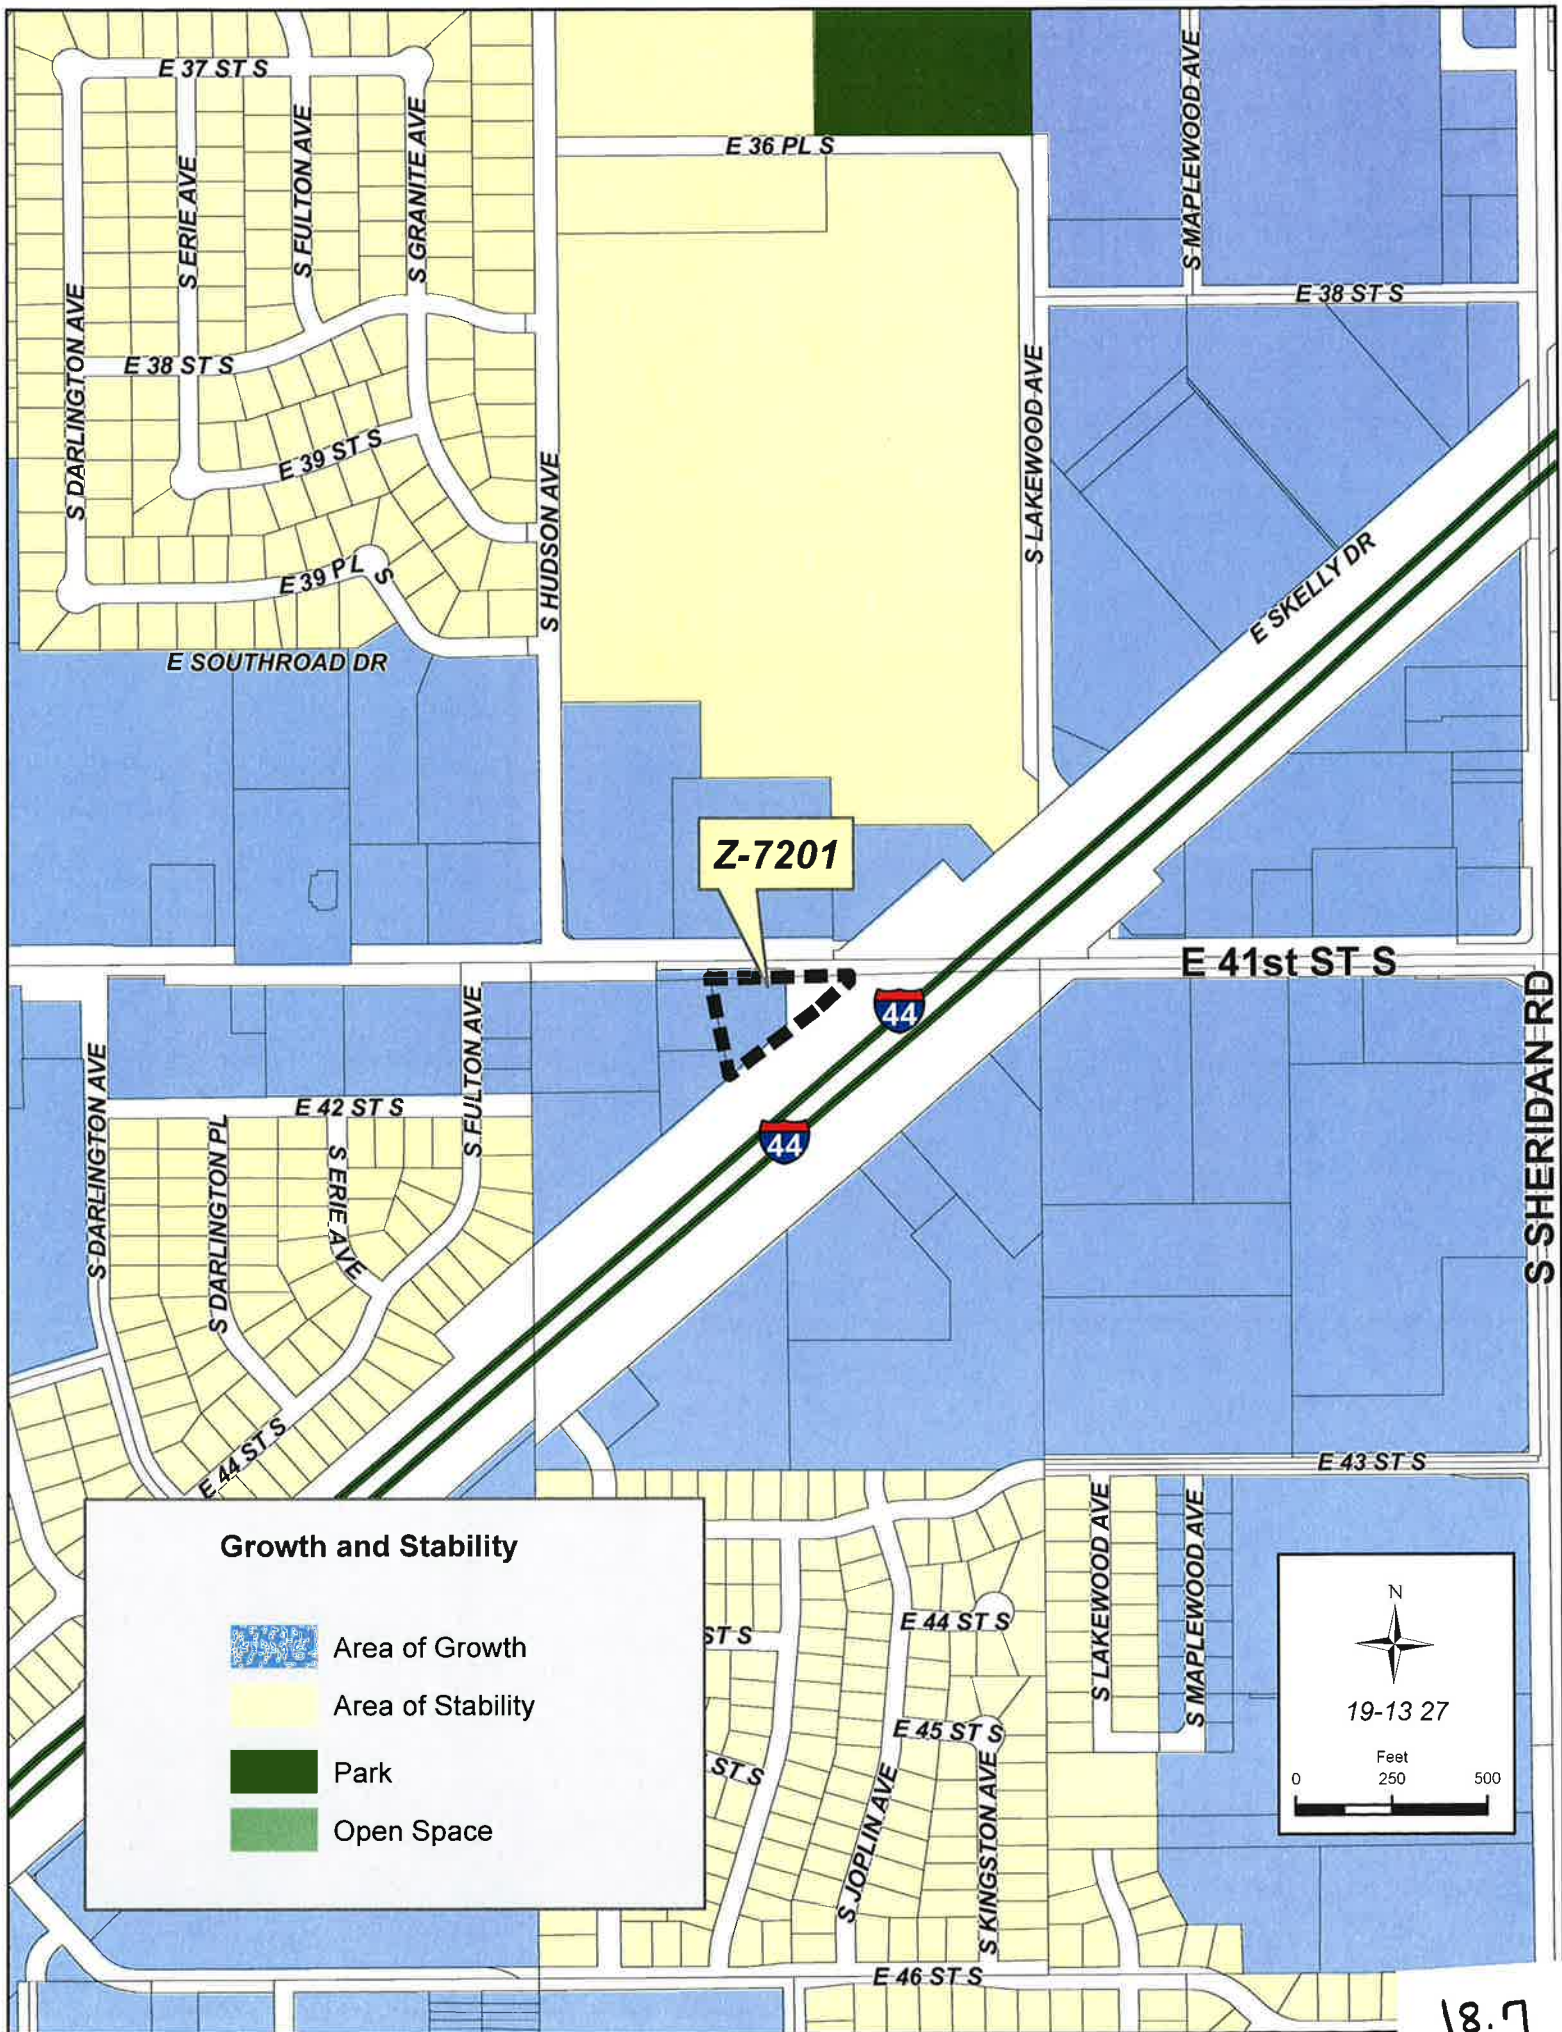 E 37 ST S
S MAPLEWOOD AVE
S ERIE AVE
S FULTON AVE
S GRANITE AVE
E 36 PL S
S DARLINGTON AVE
E 38 ST S
E 38 ST S
S LAKEWOOD AVE
E 39 ST S
S HUDSON AVE
E 39 PL S
E SKELLY DR
E SOUTHROAD DR
Z-7201
E 41st ST S
S SHERIDAN RD
44
44
S DARLINGTON AVE
S FULTON AVE
E 42 ST S
S DARLINGTON PL
S ERIE AVE
E 44 ST S
E 43 ST S
Growth and Stability
Area of Growth
Area of Stability
Park
Open Space
ST S
ST S
E 44 ST S
E 45 ST S
S JOPLIN AVE
S KINGSTON AVE
S LAKEWOOD AVE
S MAPLEWOOD AVE
N
19-13 27
Feet
0 250 500
E 46 ST S
18.7